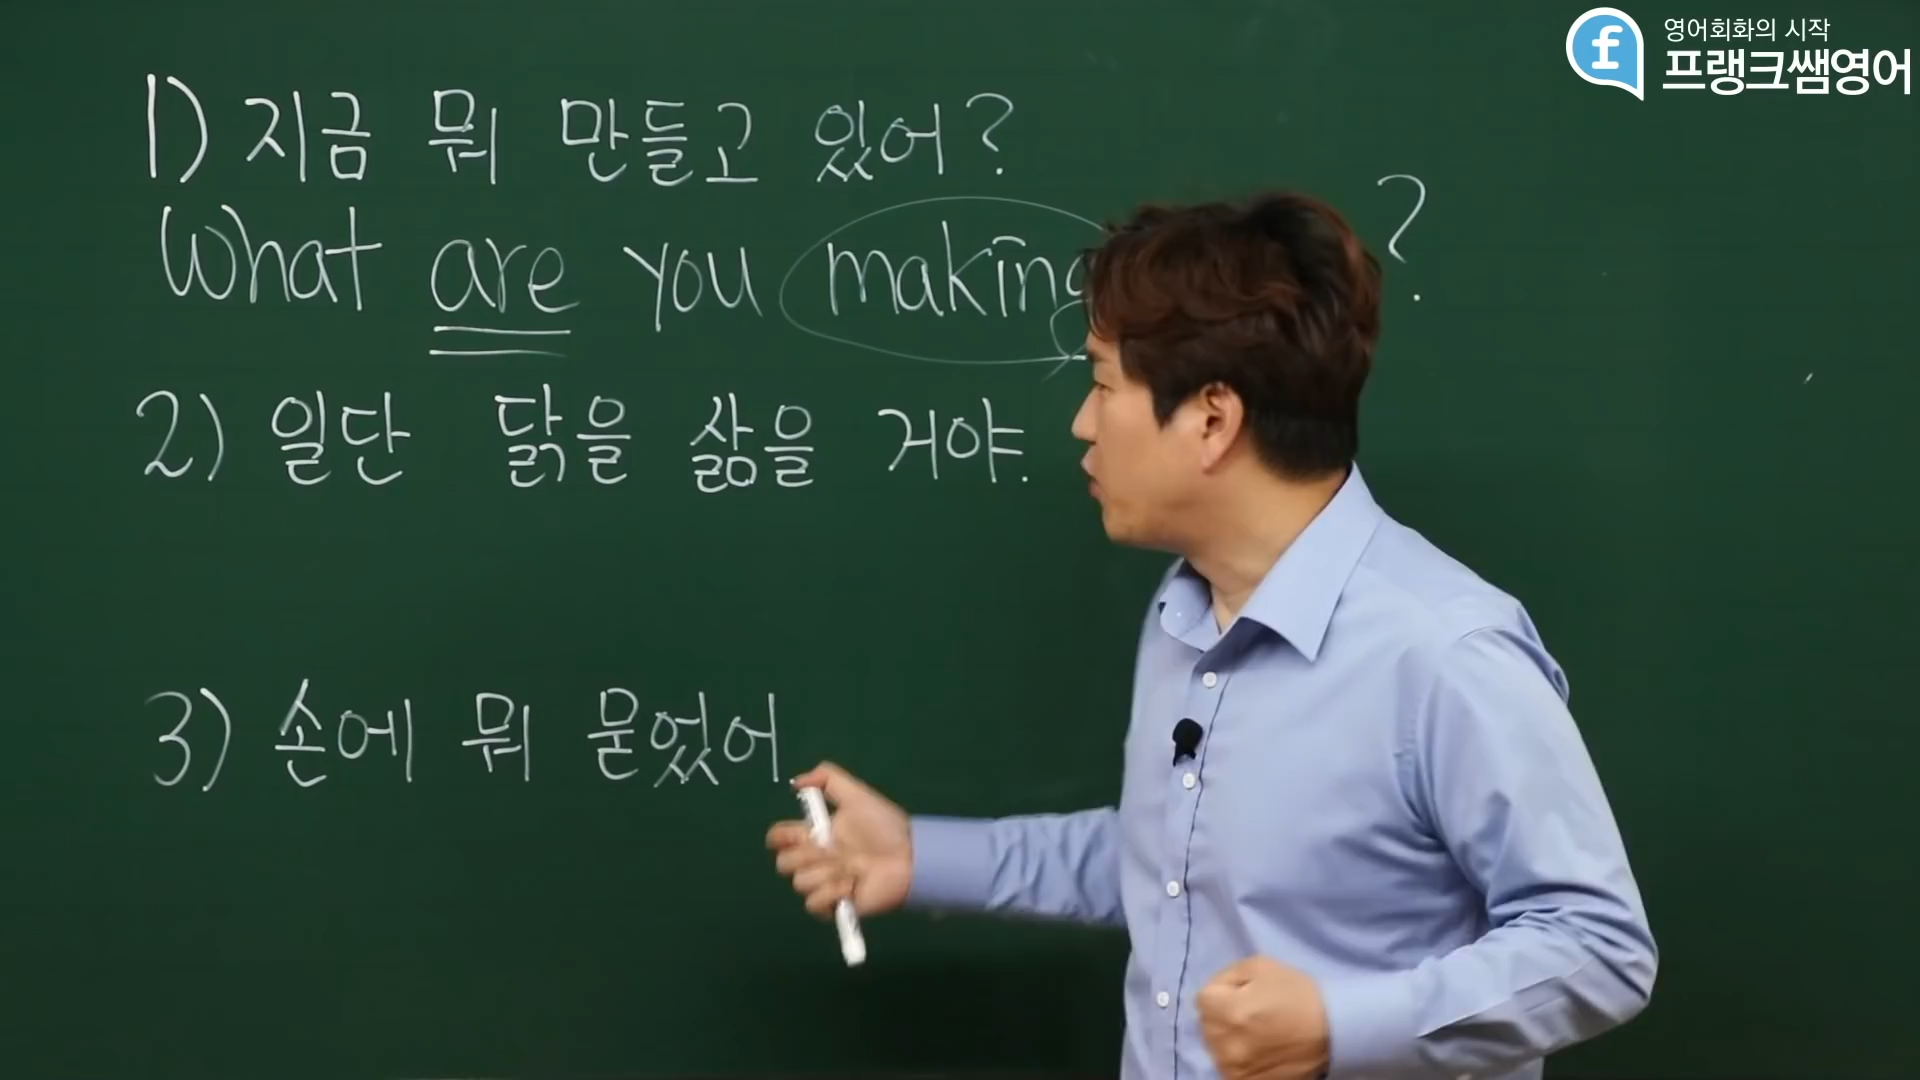 f 영어회화의 시작
프랭크쌤영어
1) 지금 뭐 만들고 있어?
What are you making ?
2) 일단 닭을 삶을 거야.
3) 손에 뭐 묻었어